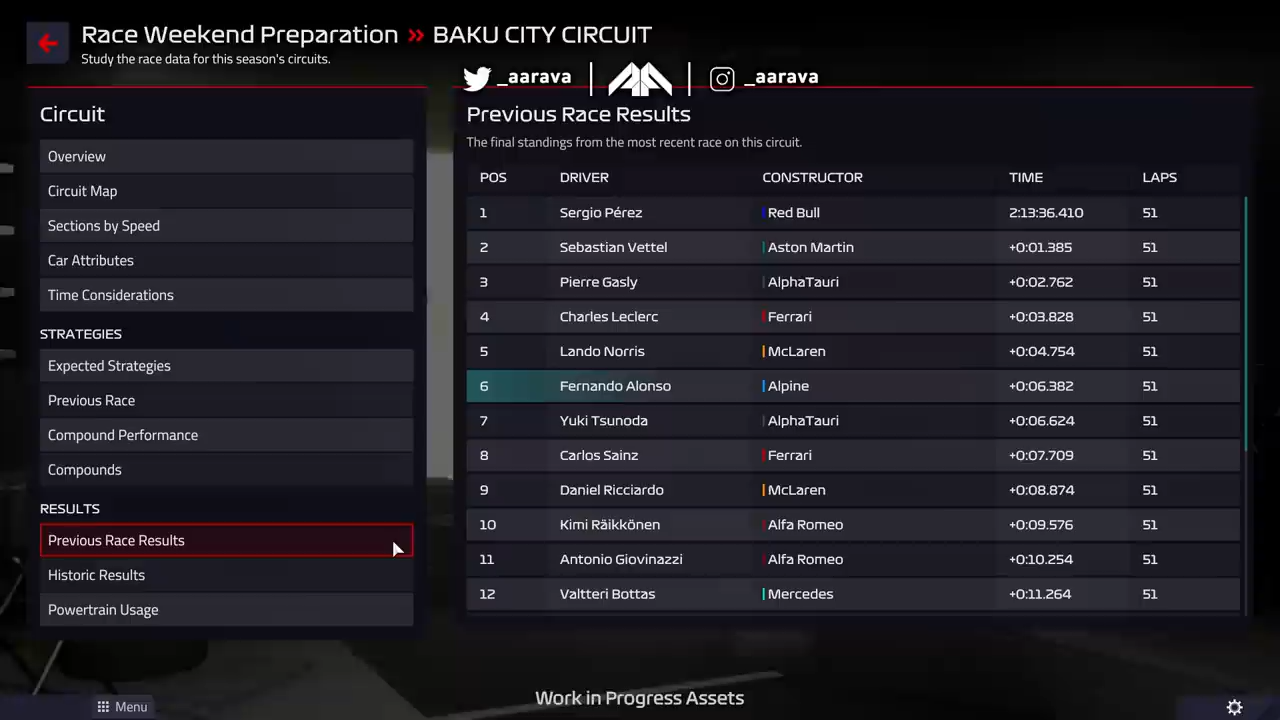 Race Weekend Preparation » BAKU CITY CIRCUIT
Study the race data for this season's circuits.
_aarava _aarava
Circuit
Overview
Circuit Map
Sections by Speed
Car Attributes
Time Considerations
STRATEGIES
Expected Strategies
Previous Race
Compound Performance
Compounds
RESULTS
Previous Race Results
Historic Results
Powertrain Usage
Previous Race Results
The final standings from the most recent race on this circuit.
POS DRIVER CONSTRUCTOR TIME LAPS
1 Sergio Pérez Red Bull 2:13:36.410 51
2 Sebastian Vettel Aston Martin +0:01.385 51
3 Pierre Gasly AlphaTauri +0:02.762 51
4 Charles Leclerc Ferrari +0:03.828 51
5 Lando Norris McLaren +0:04.754 51
6 Fernando Alonso Alpine +0:06.382 51
7 Yuki Tsunoda AlphaTauri +0:06.624 51
8 Carlos Sainz Ferrari +0:07.709 51
9 Daniel Ricciardo McLaren +0:08.874 51
10 Kimi Räikkönen Alfa Romeo +0:09.576 51
11 Antonio Giovinazzi Alfa Romeo +0:10.254 51
12 Valtteri Bottas Mercedes +0:11.264 51
Work in Progress Assets
Menu